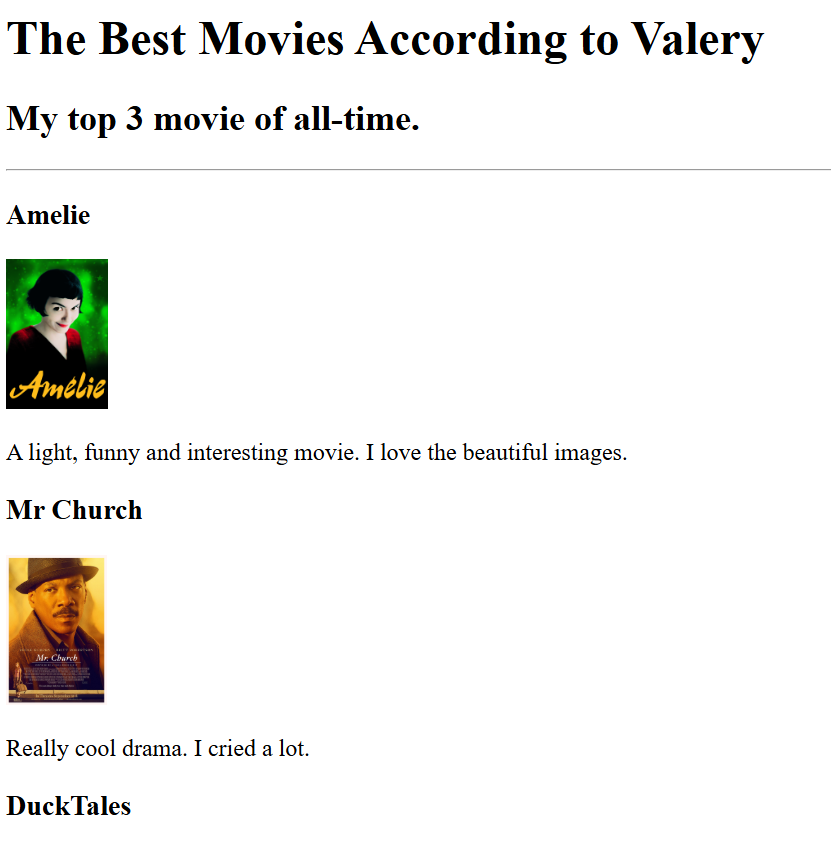 The Best Movies According to Valery
My top 3 movie of all-time.
Amelie
Amélie
A light, funny and interesting movie. I love the beautiful images.
Mr Church
Mr. Church
Really cool drama. I cried a lot.
DuckTales